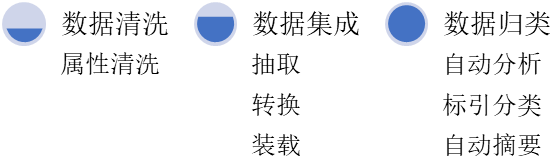 数据清洗
属性清洗
数据集成
抽取
转换
装载
数据归类
自动分析
标引分类
自动摘要